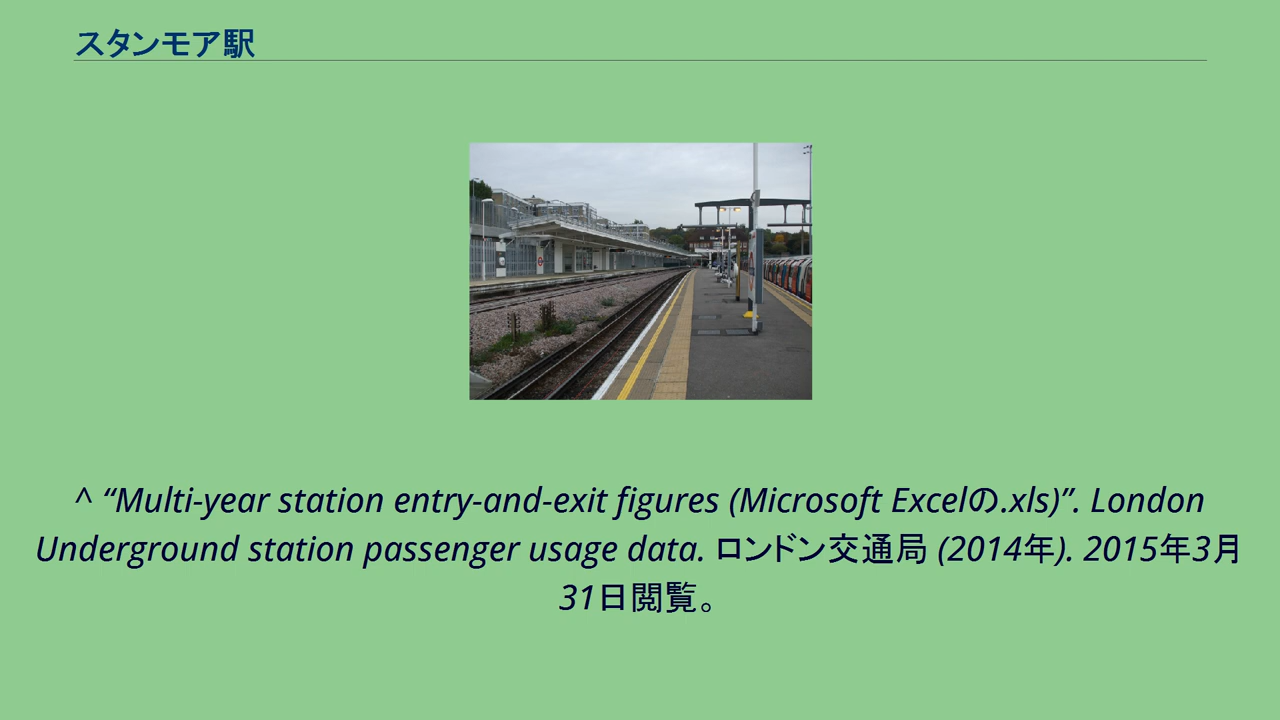 スタンモア駅
^ “Multi-year station entry-and-exit figures (Microsoft Excelの.xls)”. London
Underground station passenger usage data. ロンドン交通局 (2014年). 2015年3月
31日閲覧。